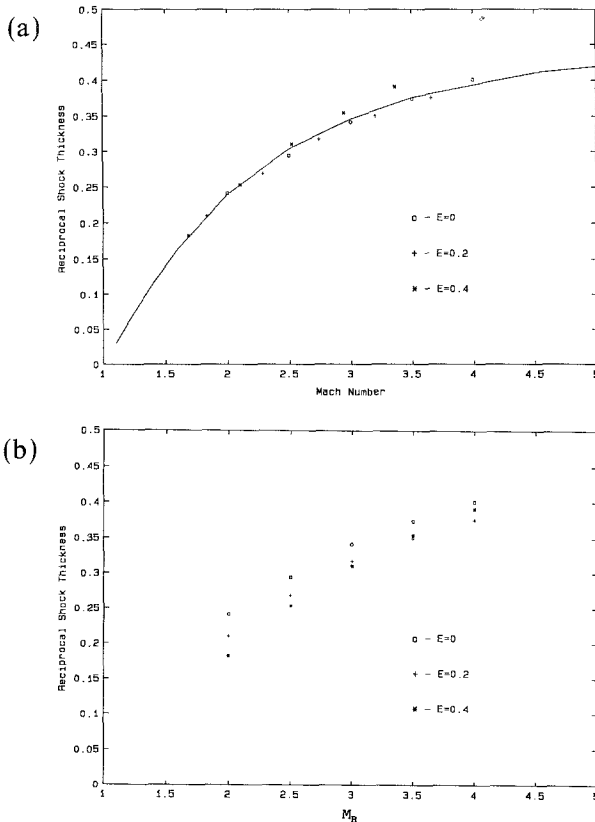 (a)
0.5
0.45
0.4
0.35
0.3
0.25
0.2
0.15
0.1
0.05
0
Reciprocal Shock Thickness
o - E=0
+ - E=0.2
* - E=0.4
1 1.5 2 2.5 3 3.5 4 4.5 5
Mach Number
(b)
0.5
0.45
0.4
0.35
0.3
0.25
0.2
0.15
0.1
0.05
0
Reciprocal Shock Thickness
o - E=0
+ - E=0.2
* - E=0.4
1 1.5 2 2.5 3 3.5 4 4.5 5
M_B